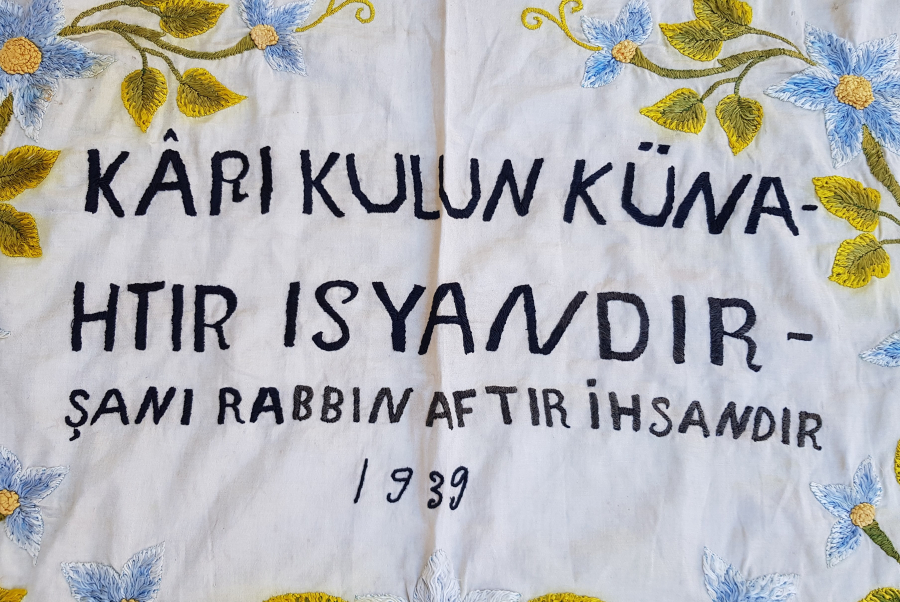 KÂRI KULUN KÜNA-
HTIR ISYANDIR -
ŞANI RABBIN AFTIR İHSANDIR
1939